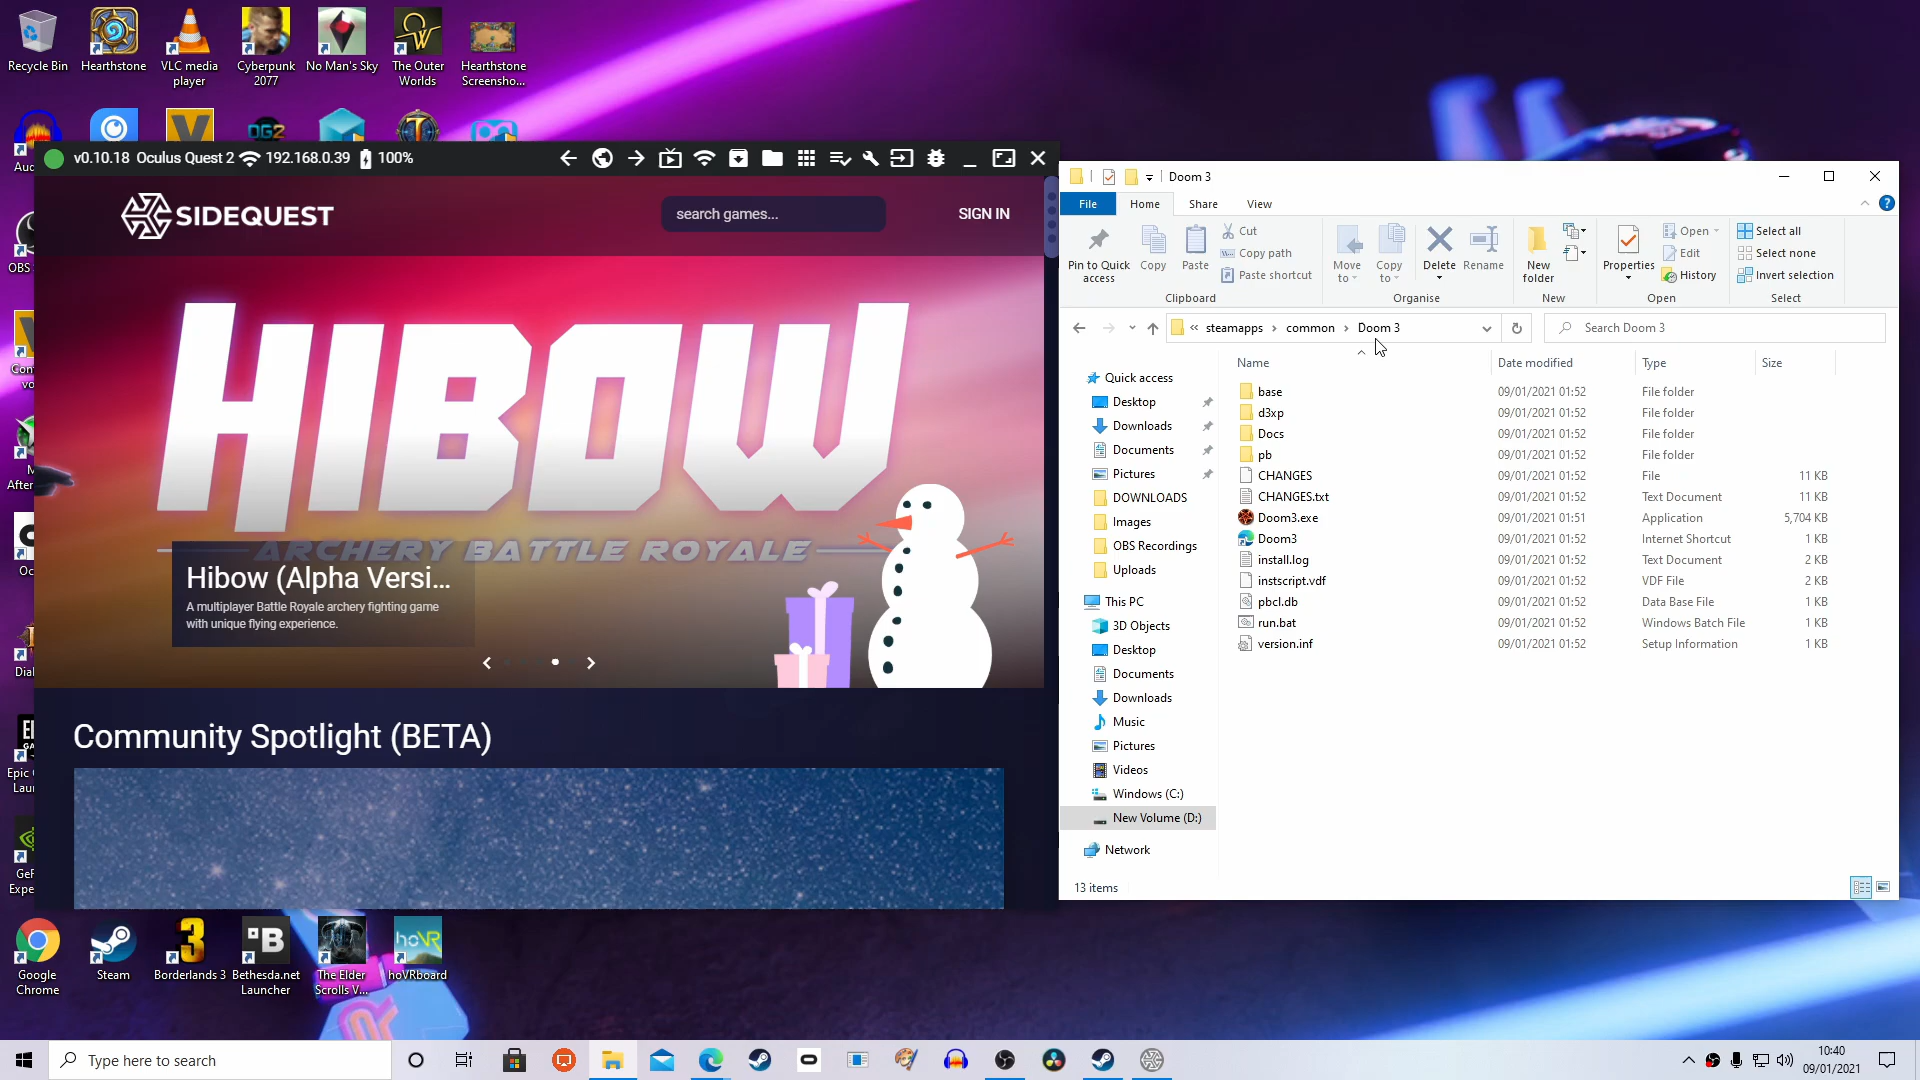 Recycle Bin
Hearthstone
VLC media
player
Cyberpunk
2077
No Man's Sky
The Outer
Worlds
Hearthstone
Screensho...
v0.10.18 Oculus Quest 2 192.168.0.39 100%
SIDEQUEST
search games...
SIGN IN
HIBOW
ARCHERY BATTLE ROYALE
Hibow (Alpha Versi...
A multiplayer Battle Royale archery fighting game
with unique flying experience.
Community Spotlight (BETA)
Doom 3
File
Home
Share
View
Pin to Quick
access
Copy
Paste
Cut
Copy path
Paste shortcut
Clipboard
Move
to
Copy
to
Delete
Rename
Organise
New
folder
New
Properties
Open
Edit
History
Open
Select all
Select none
Invert selection
Select
« steamapps > common > Doom 3
Search Doom 3
Name
Date modified
Type
Size
Quick access
Desktop
Downloads
Documents
Pictures
DOWNLOADS
Images
OBS Recordings
Uploads
This PC
3D Objects
Desktop
Documents
Downloads
Music
Pictures
Videos
Windows (C:)
New Volume (D:)
Network
base 09/01/2021 01:52 File folder
d3xp 09/01/2021 01:52 File folder
Docs 09/01/2021 01:52 File folder
pb 09/01/2021 01:52 File folder
CHANGES 09/01/2021 01:52 File 11 KB
CHANGES.txt 09/01/2021 01:52 Text Document 11 KB
Doom3.exe 09/01/2021 01:51 Application 5,704 KB
Doom3 09/01/2021 01:52 Internet Shortcut 1 KB
install.log 09/01/2021 01:52 Text Document 2 KB
instscript.vdf 09/01/2021 01:52 VDF File 2 KB
pbcl.db 09/01/2021 01:52 Data Base File 1 KB
run.bat 09/01/2021 01:52 Windows Batch File 1 KB
version.inf 09/01/2021 01:52 Setup Information 1 KB
13 items
Google
Chrome
Steam
Borderlands 3
Bethesda.net
Launcher
The Elder
Scrolls V...
hoVRboard
Type here to search
10:40
09/01/2021